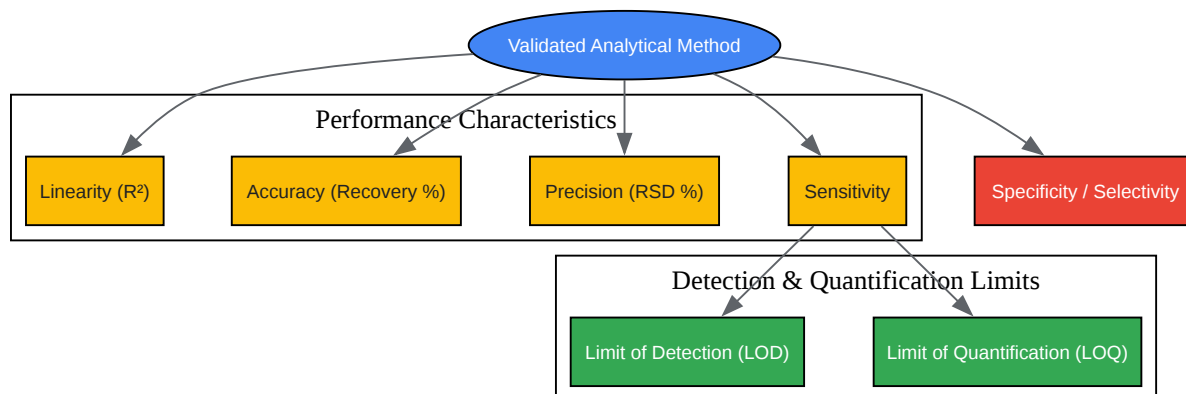 Validated Analytical Method
Performance Characteristics
Linearity (R²)
Accuracy (Recovery %)
Precision (RSD %)
Sensitivity
Specificity / Selectivity
Detection & Quantification Limits
Limit of Detection (LOD)
Limit of Quantification (LOQ)